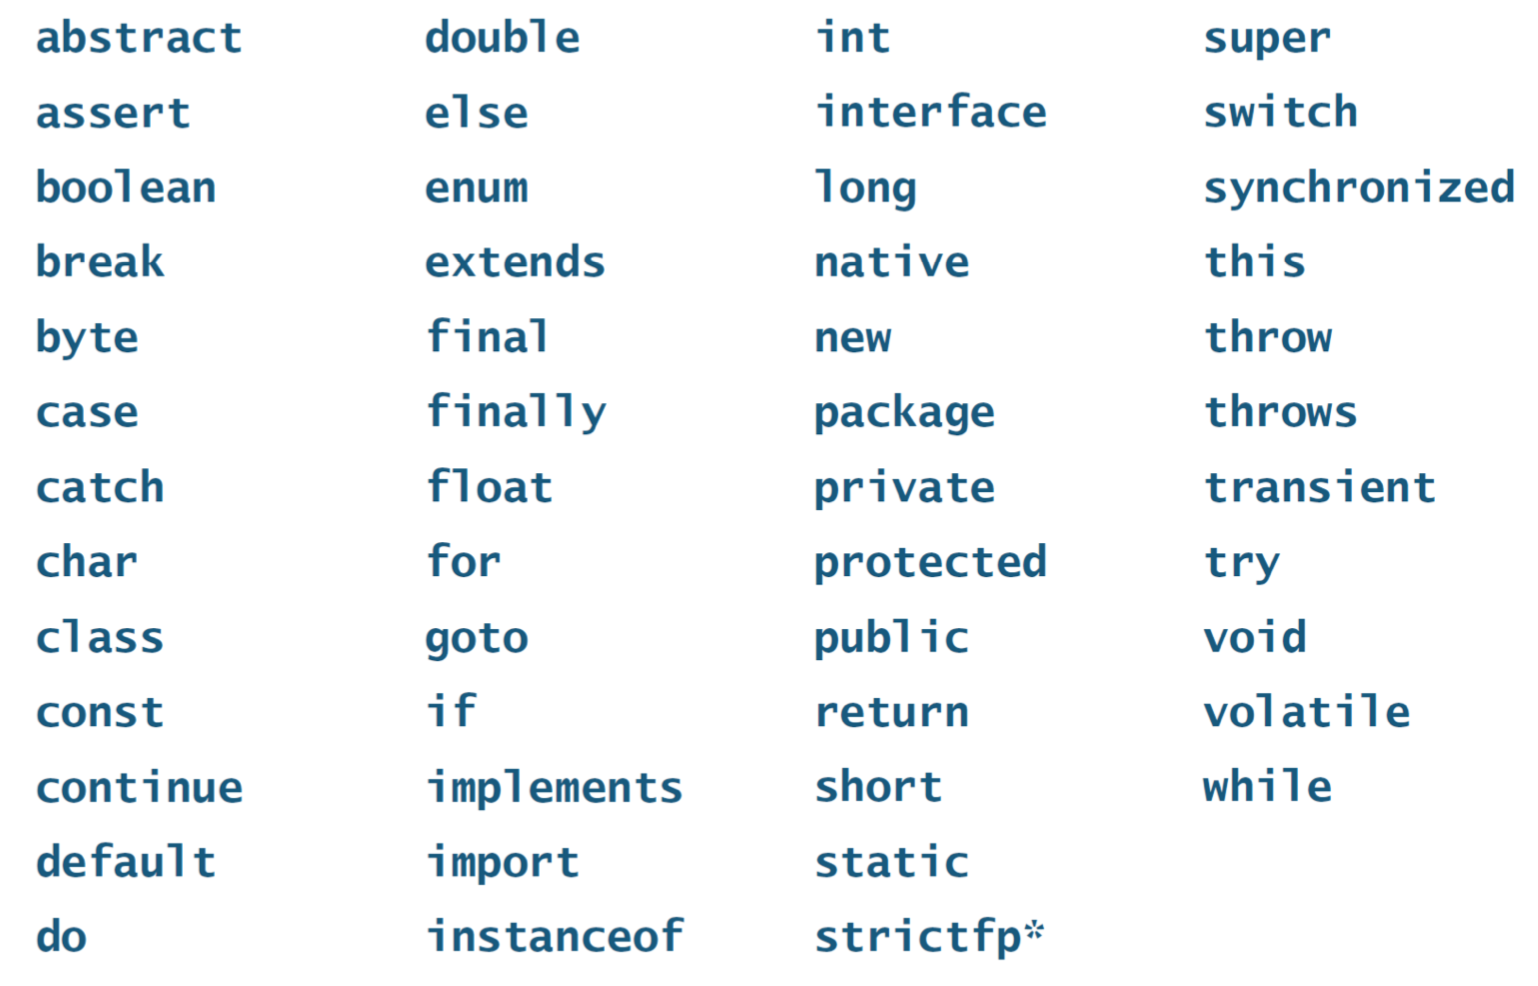 abstract double int super
assert else interface switch
boolean enum long synchronized
break extends native this
byte final new throw
case finally package throws
catch float private transient
char for protected try
class goto public void
const if return volatile
continue implements short while
default import static
do instanceof strictfp*